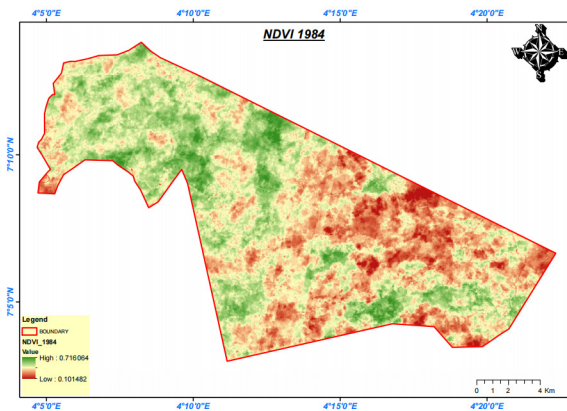 4°5'0"E 4°10'0"E 4°15'0"E 4°20'0"E
NDVI 1984
7°10'0"N
7°5'0"N
Legend
BOUNDARY
NDVI_1984
Value
High : 0.716064
Low : 0.101482
0 1 2 4 Km
4°5'0"E 4°10'0"E 4°15'0"E 4°20'0"E